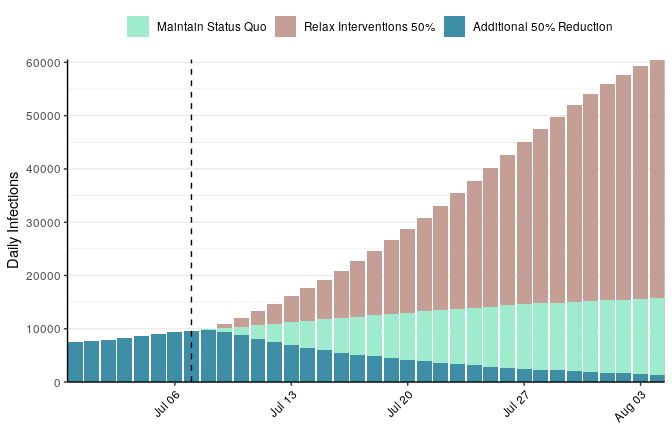 Maintain Status Quo Relax Interventions 50% Additional 50% Reduction
Daily Infections
60000
50000
40000
30000
20000
10000
0
Jul 06 Jul 13 Jul 20 Jul 27 Aug 03